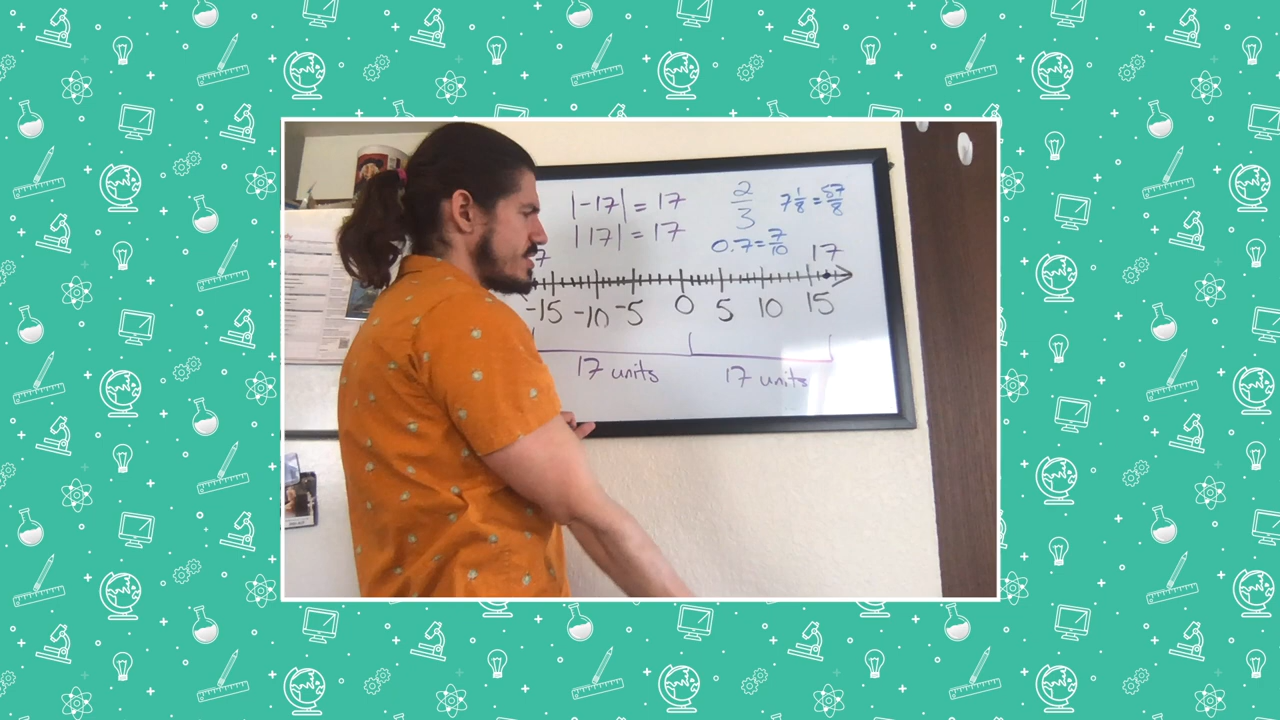 |-17| = 17
|17| = 17
2/3
7 1/8 = 57/8
0.7 = 7/10
7
17
-15 -10 -5 0 5 10 15
17 units
17 units